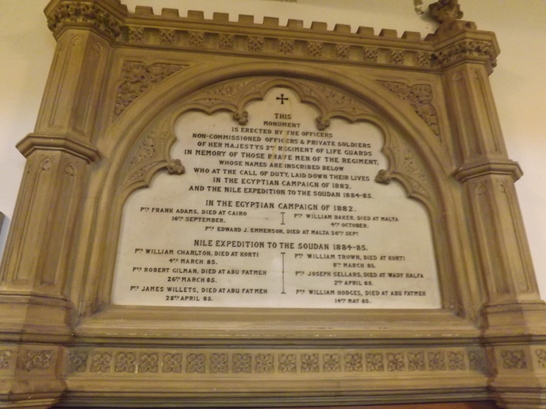 THIS
MONUMENT
IS ERECTED BY THE OFFICERS
NON-COMMISSIONED OFFICERS & PRIVATE SOLDIERS
OF HER MAJESTYS 2ND REGIMENT OF LIFE GUARDS
IN MEMORY OF THOSE BRAVE MEN OF THE REGIMENT,
WHOSE NAMES ARE INSCRIBED BELOW
WHO AT THE CALL OF DUTY, LAID DOWN THEIR LIVES
IN THE EGYPTIAN CAMPAIGN OF 1882.
AND THE NILE EXPEDITION TO THE SOUDAN 1884-85.
IN THE EGYPTIAN CAMPAIGN OF 1882.
PTE FRANK ADAMS, DIED AT CAIRO
16TH SEPTEMBER.
PTE WILLIAM BAKER, DIED AT MALTA
4TH OCTOBER.
PTE EDWARD J. EMMERSON, DIED AT MALTA 26TH SEPT.
NILE EXPEDITION TO THE SOUDAN 1884-85.
PTE WILLIAM CHARLTON, DIED AT KORTI
4TH MARCH 85.
PTE ROBERT GILMAN, DIED AT ABU FATMEH
26TH MARCH 85.
PTE JAMES WILLETS, DIED AT ABU FATMEH
28TH APRIL 85.
PTE WILLIAM TROWN, DIED AT KORTI
8TH MARCH 85.
PTE JOSEPH SELLARS, DIED AT WADY HALFA
2ND APRIL 85.
PTE WILLIAM HODGES, DIED AT ABU FATMEH
14TH MAY 85.